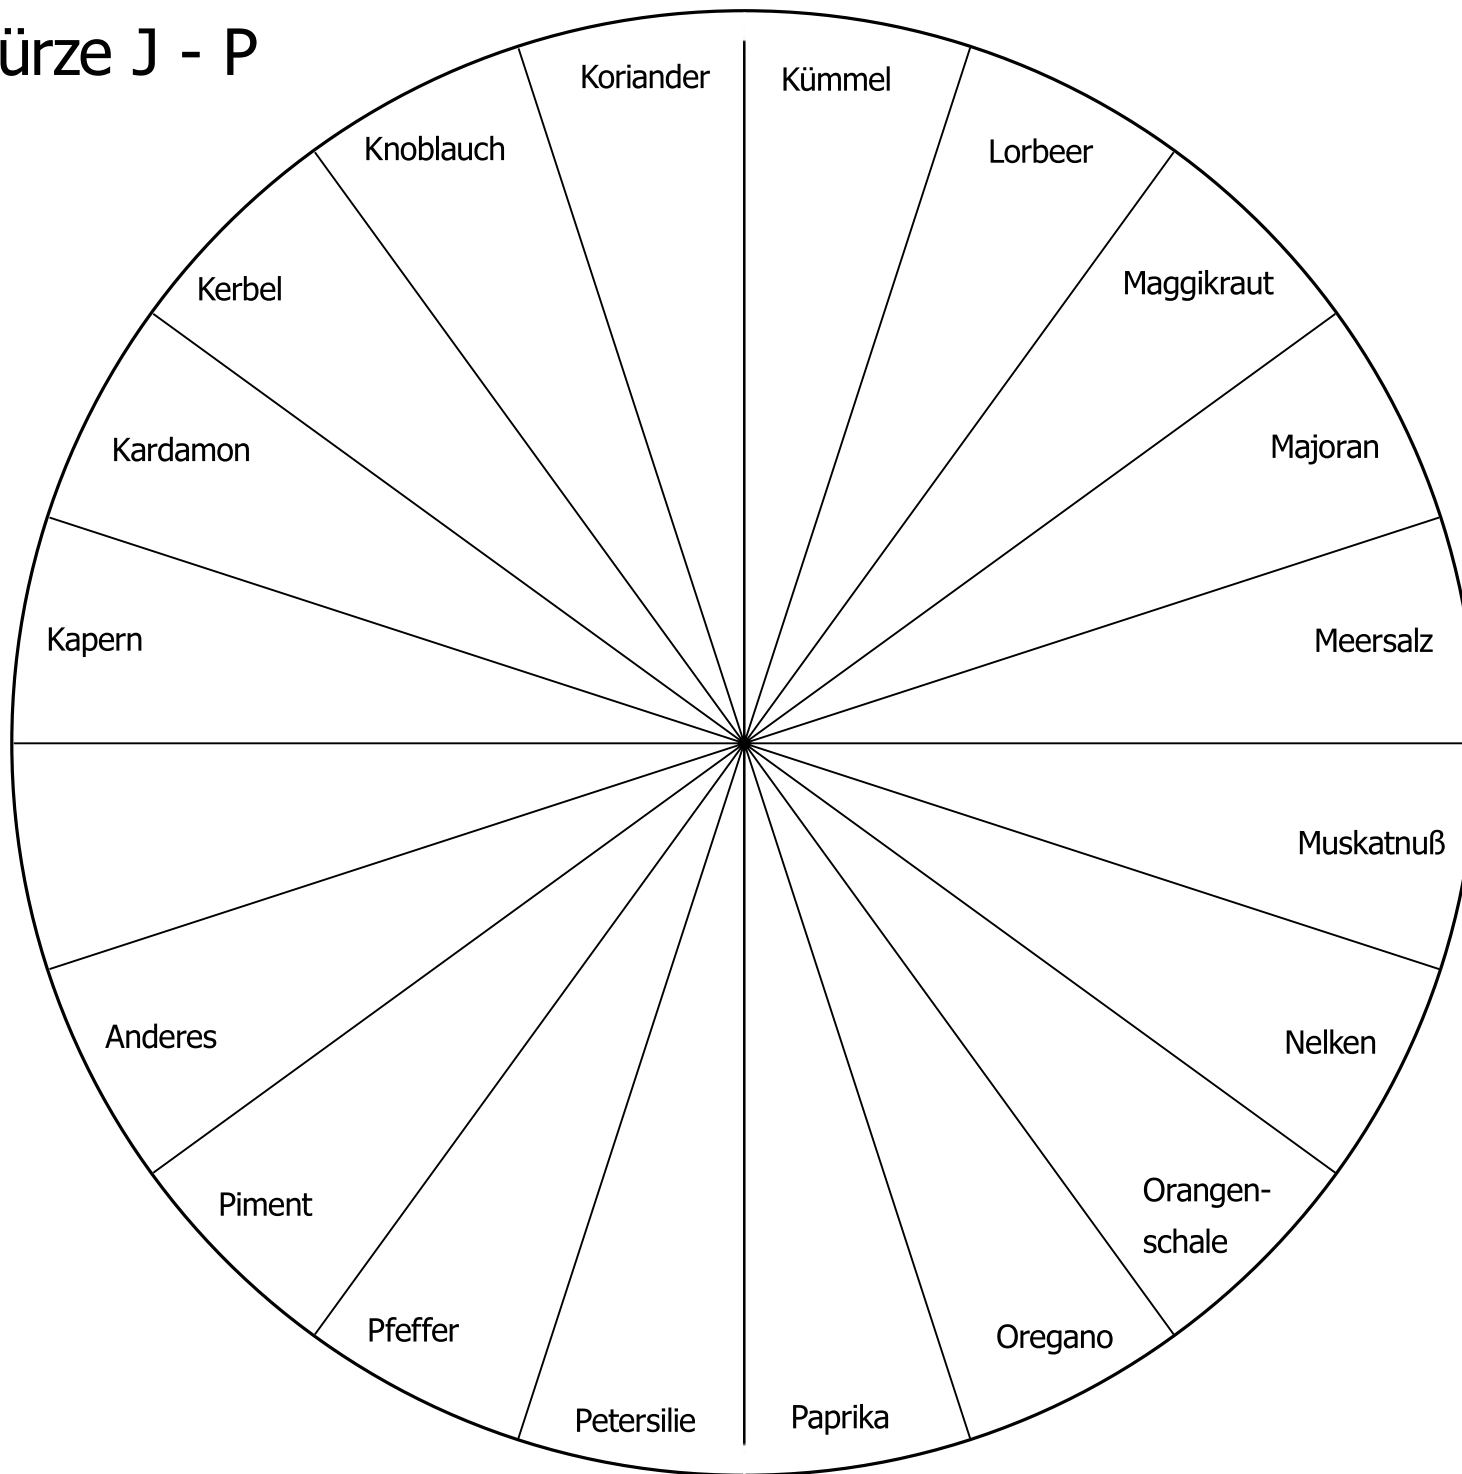 ürze J - P
Koriander
Kümmel
Knoblauch
Lorbeer
Kerbel
Maggikraut
Kardamon
Majoran
Kapern
Meersalz
Muskatnuß
Anderes
Nelken
Piment
Orangen-
schale
Pfeffer
Oregano
Petersilie
Paprika